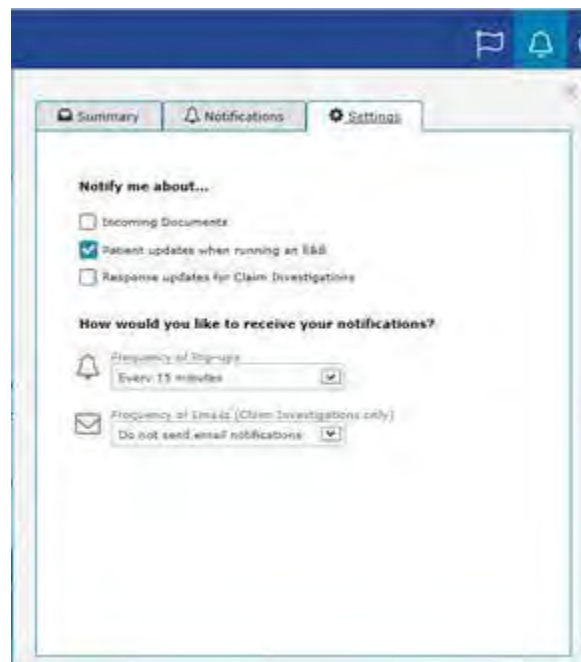 Summary
Notifications
Settings
Notify me about...
Incoming Documents
Patient updates when running an E&B
Response updates for Claim Investigations
How would you like to receive your notifications?
Frequency of Pop-ups
Every 15 minutes
Frequency of Emails (Claim Investigations only)
Do not send email notifications